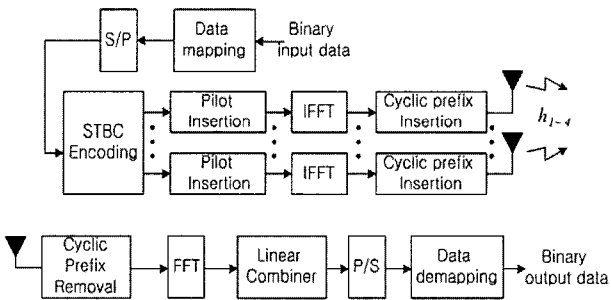 S/P
Data
mapping
Binary
input data
STBC
Encoding
Pilot
Insertion
IFFT
Cyclic prefix
Insertion
h1~4
Pilot
Insertion
IFFT
Cyclic prefix
Insertion
Cyclic
Prefix
Removal
FFT
Linear
Combiner
P/S
Data
demapping
Binary
output data